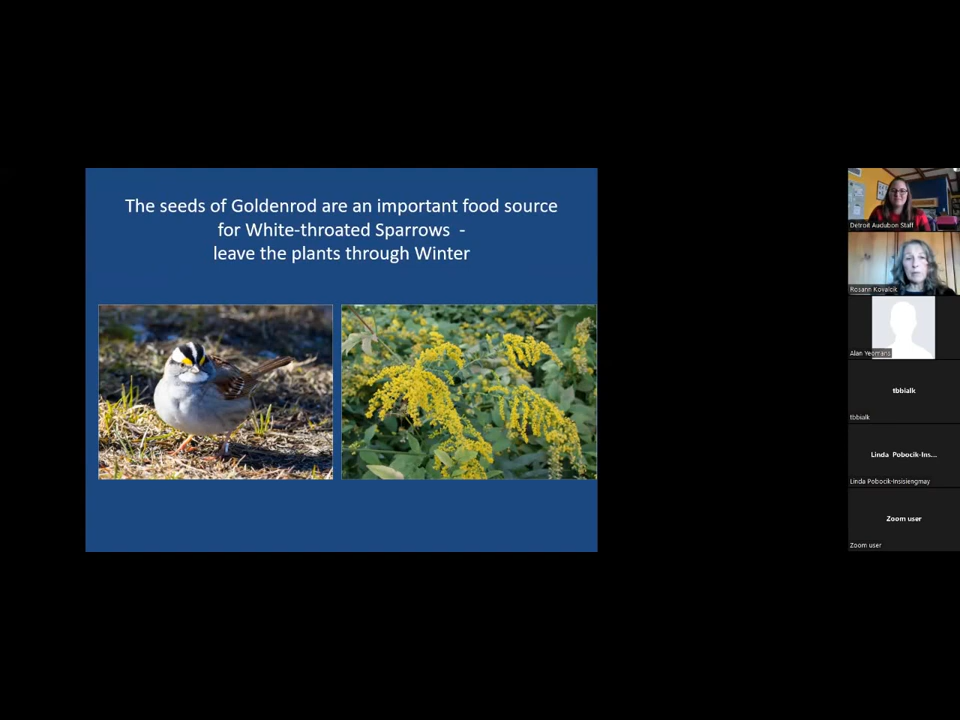 The seeds of Goldenrod are an important food source
for White-throated Sparrows -
leave the plants through Winter
Detroit Audubon Staff
Rosann Kovalcik
Alan Yeomans
tbbialk
tbbialk
Linda Pobocik-Ins...
Linda Pobocik-Insisiengmay
Zoom user
Zoom user